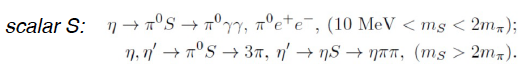 scalar S: η → π⁰S → π⁰γγ, π⁰e⁺e⁻, (10 MeV < m_S < 2m_π);
η, η′ → π⁰S → 3π, η′ → ηS → ηππ, (m_S > 2m_π).